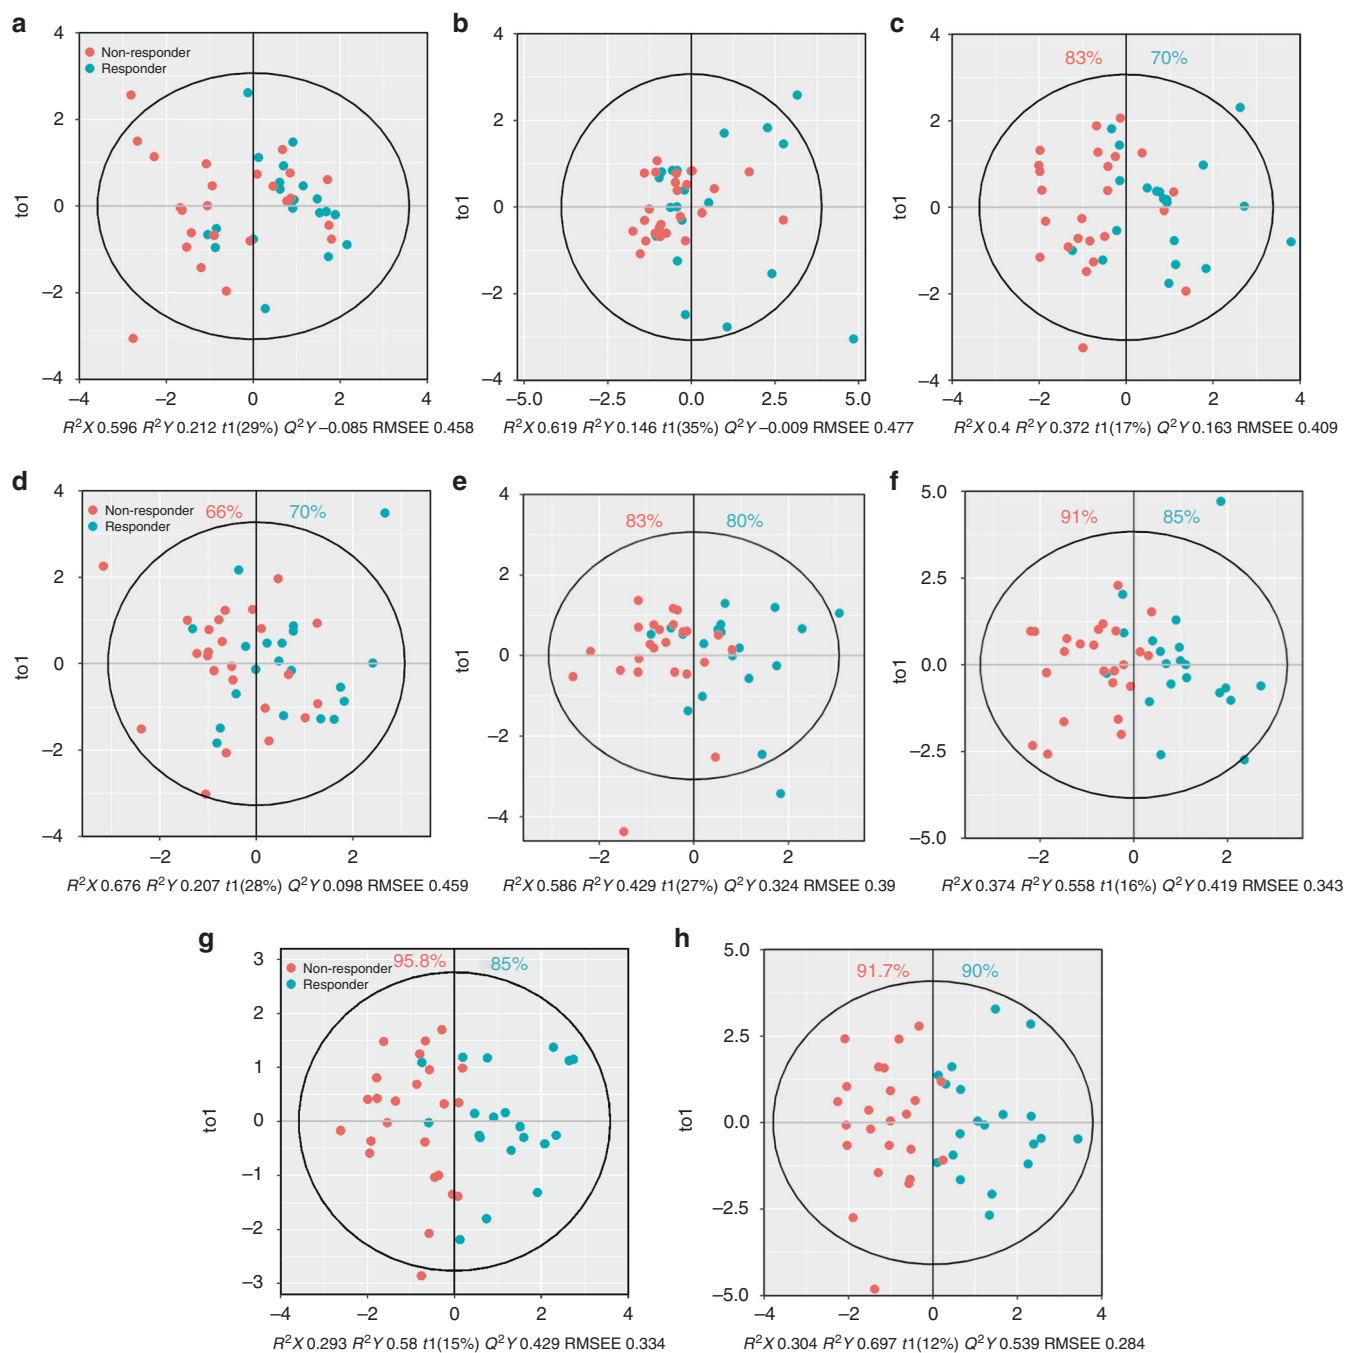 a b c
4 4 4
Non-responder
Responder
83% 70%
2 2 2
to1 0 to1 0 to1 0
–2 –2 –2
–4 –4 –4
–4 –2 0 2 4 –5.0 –2.5 0.0 2.5 5.0 –4 –2 0 2 4
R²X 0.596 R²Y 0.212 t1(29%) Q²Y –0.085 RMSEE 0.458
R²X 0.619 R²Y 0.146 t1(35%) Q²Y –0.009 RMSEE 0.477
R²X 0.4 R²Y 0.372 t1(17%) Q²Y 0.163 RMSEE 0.409
d e f
4 4 5.0
Non-responder 66% 70%
Responder
83% 80%
91% 85%
2 2 2.5
to1 0 to1 0 to1 0.0
–2 –2 –2.5
–4 –4 –5.0
–2 0 2 –2 0 2 –2 0 2
R²X 0.676 R²Y 0.207 t1(28%) Q²Y 0.098 RMSEE 0.459
R²X 0.586 R²Y 0.429 t1(27%) Q²Y 0.324 RMSEE 0.39
R²X 0.374 R²Y 0.558 t1(16%) Q²Y 0.419 RMSEE 0.343
g h
3 5.0
95.8% 85%
Non-responder
Responder
91.7% 90%
2 2.5
1
to1 0 to1 0.0
–1
–2 –2.5
–3 –5.0
–4 –2 0 2 4 –4 –2 0 2 4
R²X 0.293 R²Y 0.58 t1(15%) Q²Y 0.429 RMSEE 0.334
R²X 0.304 R²Y 0.697 t1(12%) Q²Y 0.539 RMSEE 0.284